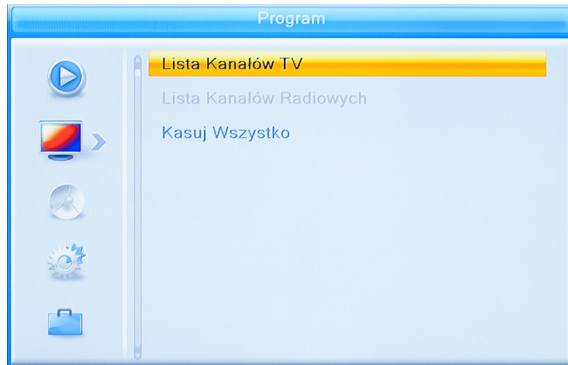 Program
Lista Kanałów TV
Lista Kanałów Radiowych
Kasuj Wszystko